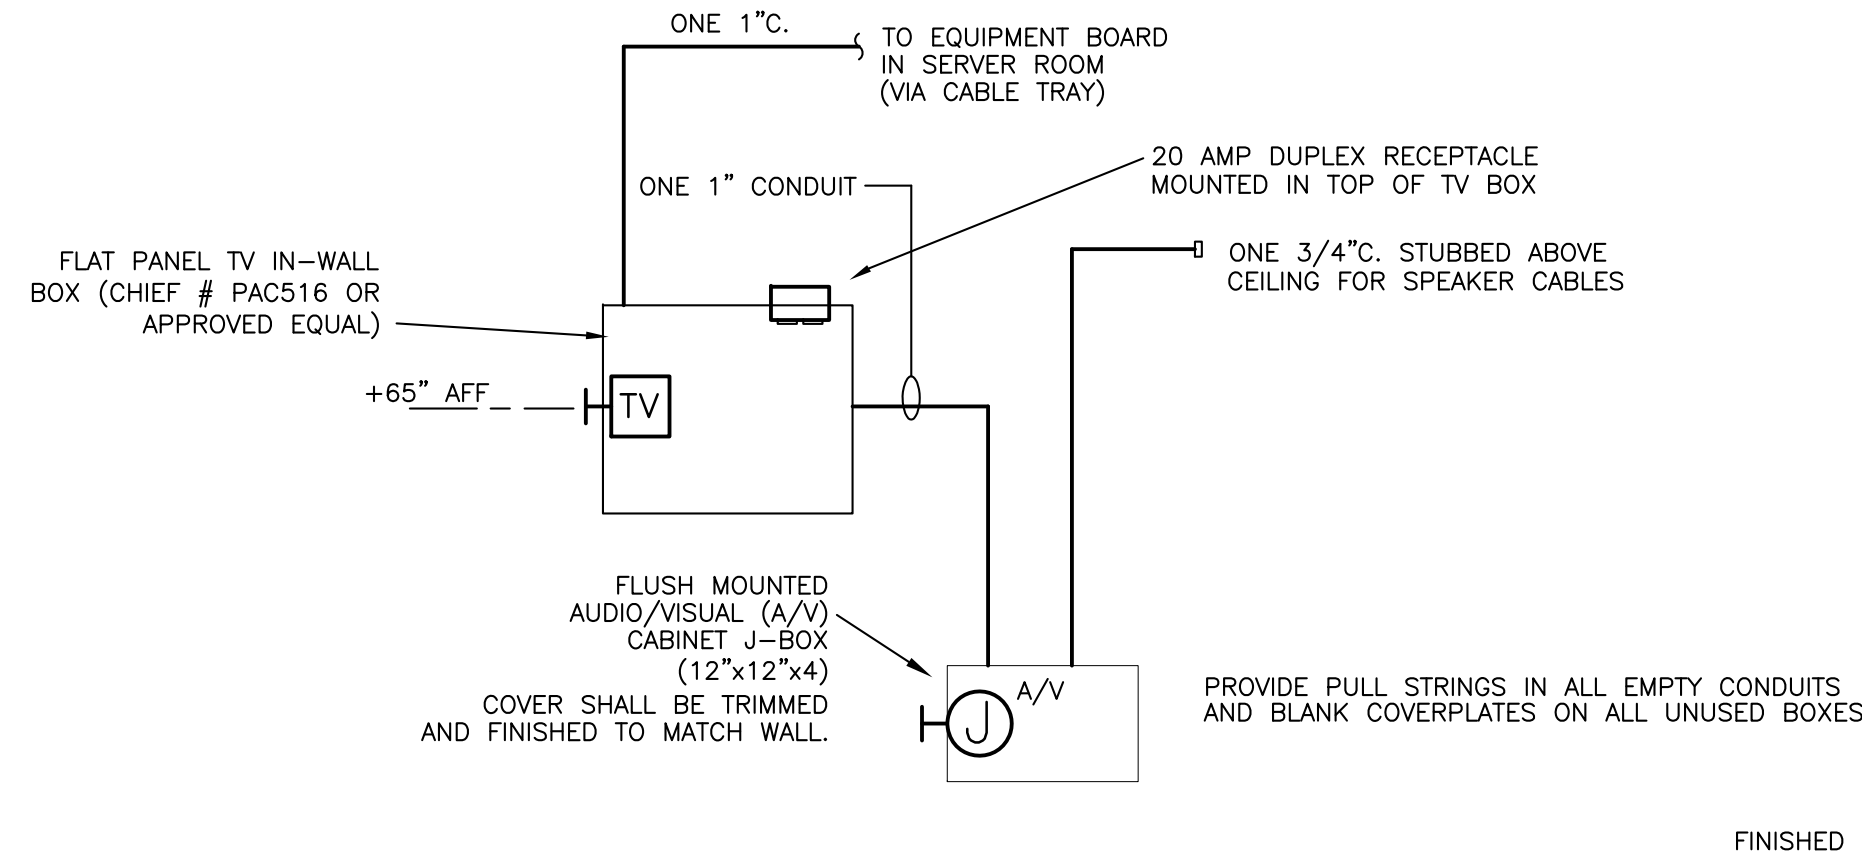 ONE 1"C.
TO EQUIPMENT BOARD
IN SERVER ROOM
(VIA CABLE TRAY)
20 AMP DUPLEX RECEPTACLE
MOUNTED IN TOP OF TV BOX
ONE 1" CONDUIT
ONE 3/4"C. STUBBED ABOVE
CEILING FOR SPEAKER CABLES
FLAT PANEL TV IN-WALL
BOX (CHIEF # PAC516 OR
APPROVED EQUAL)
+65" AFF
TV
FLUSH MOUNTED
AUDIO/VISUAL (A/V)
CABINET J-BOX
(12"x12"x4)
COVER SHALL BE TRIMMED
AND FINISHED TO MATCH WALL.
A/V
J
PROVIDE PULL STRINGS IN ALL EMPTY CONDUITS
AND BLANK COVERPLATES ON ALL UNUSED BOXES
FINISHED